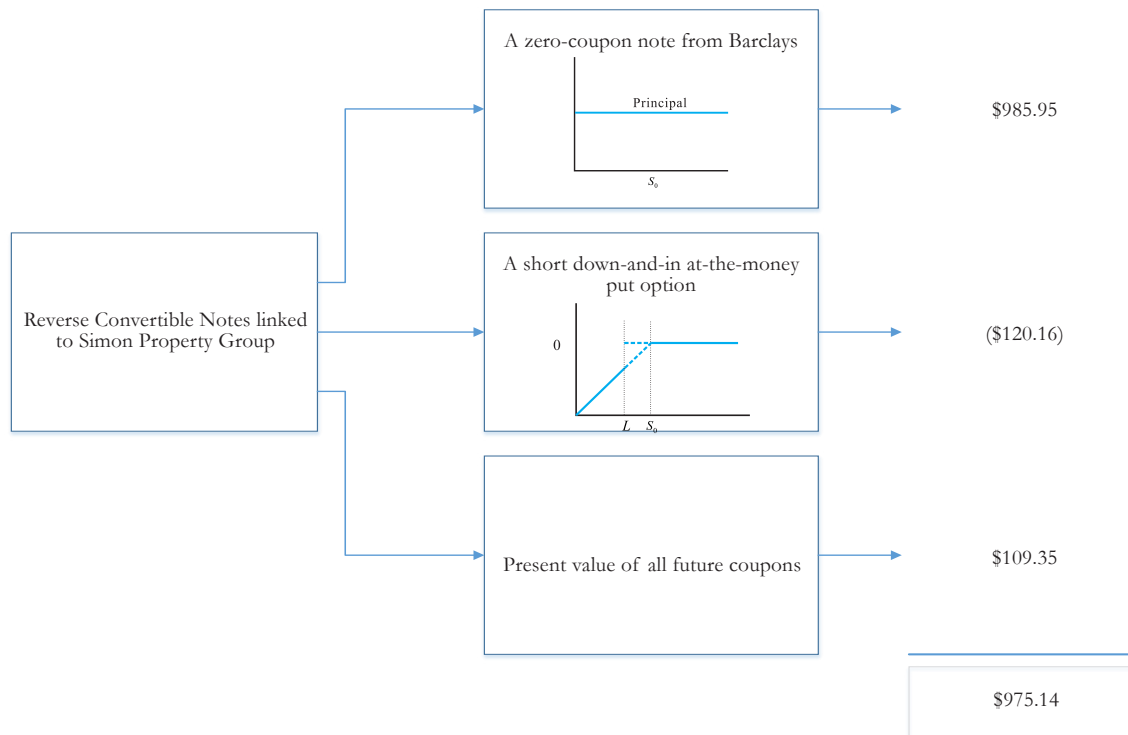 A zero-coupon note from Barclays
Principal
S₀
$985.95
Reverse Convertible Notes linked
to Simon Property Group
A short down-and-in at-the-money
put option
0
L S₀
($120.16)
Present value of all future coupons
$109.35
$975.14